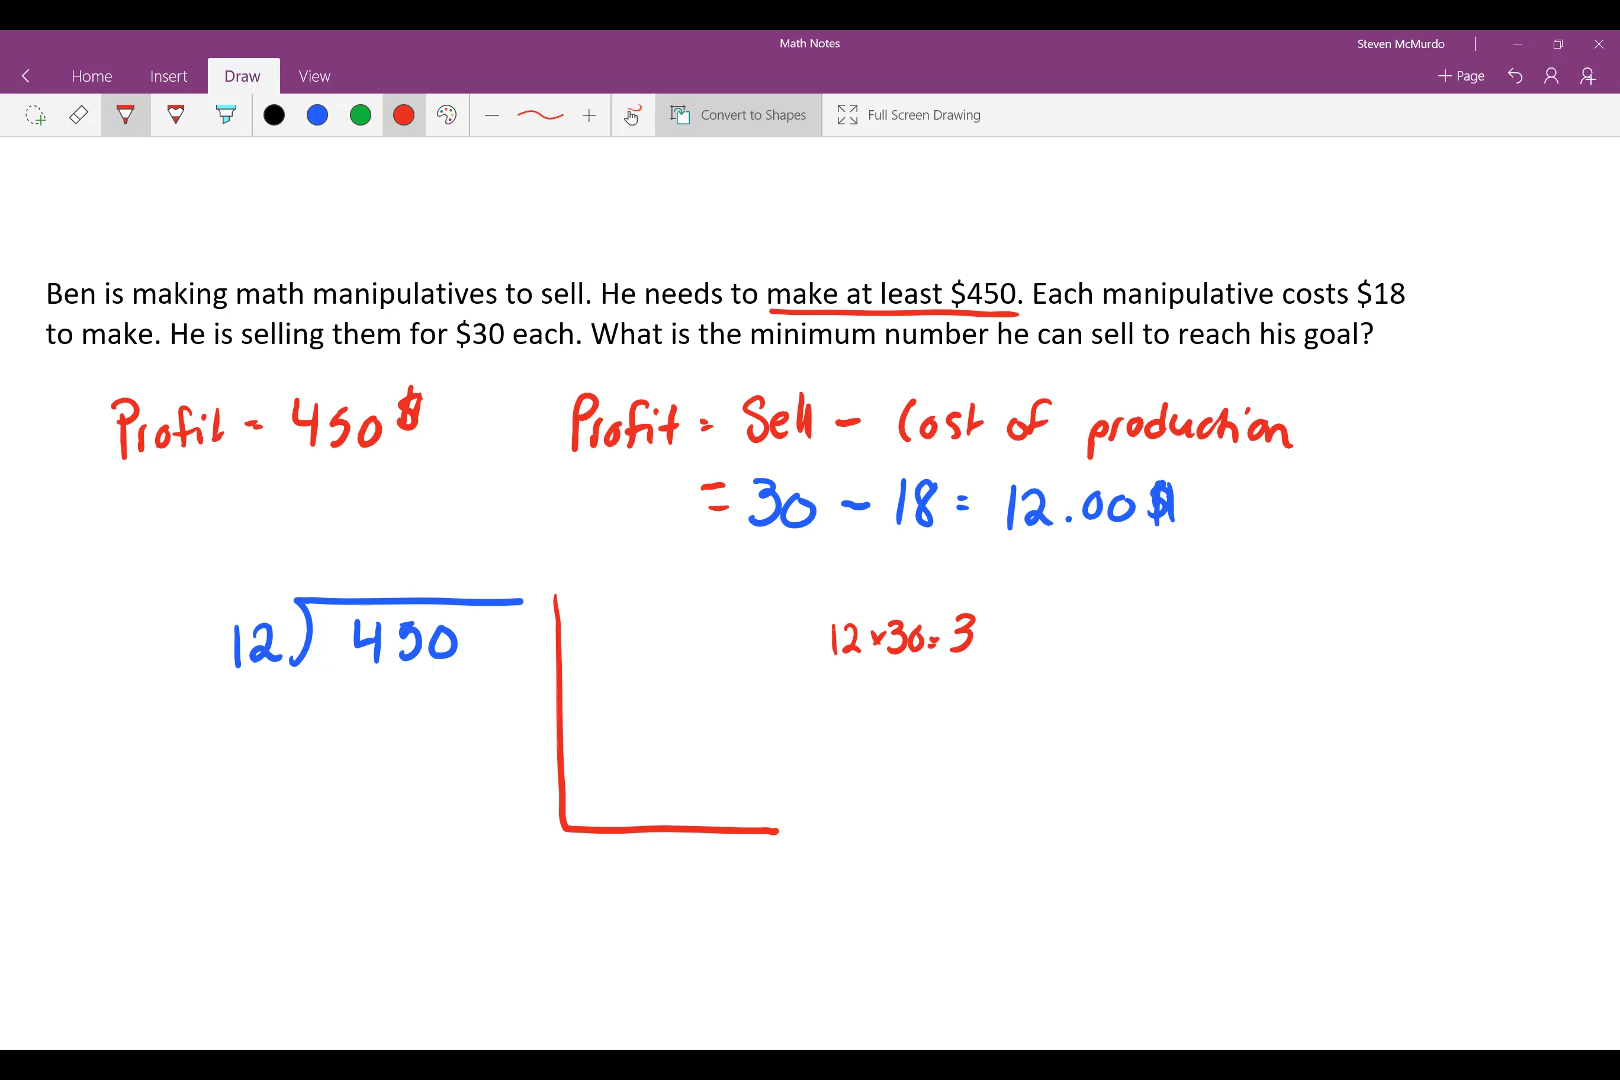 Math Notes
Steven McMurdo
Home Insert Draw View
+ Page
Convert to Shapes Full Screen Drawing
Ben is making math manipulatives to sell. He needs to make at least $450. Each manipulative costs $18
to make. He is selling them for $30 each. What is the minimum number he can sell to reach his goal?
Profit = 450 $
Profit = Sell - Cost of production
= 30 - 18 = 12.00 $
12 ) 450
12 x 30 = 3